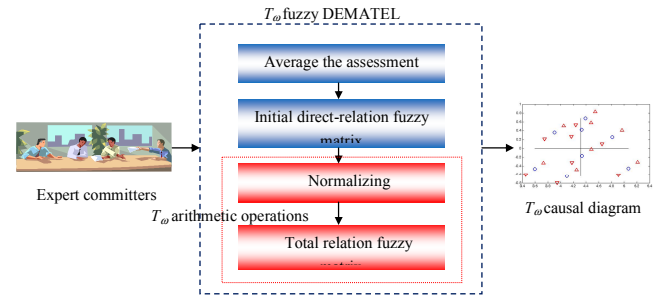 Tω fuzzy DEMATEL
Average the assessment
Initial direct-relation fuzzy
matrix
Expert committers
Normalizing
Tω arithmetic operations
Total relation fuzzy
matrix
Tω causal diagram